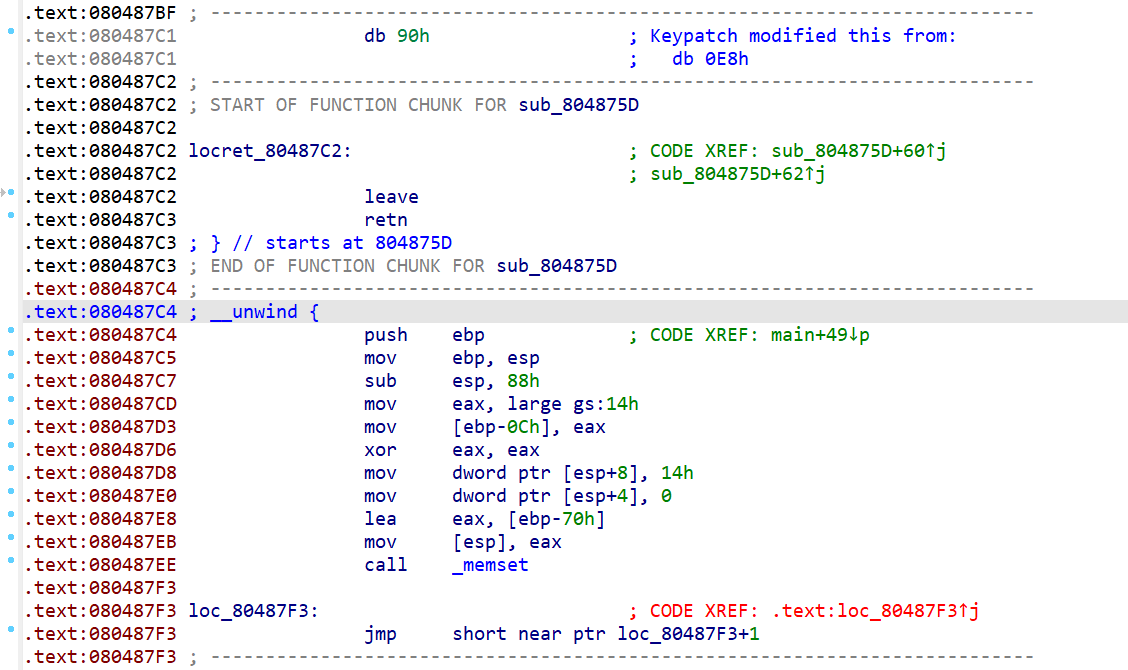 .text:080487BF ; ---------------------------------------------------------------------------
.text:080487C1                 db 90h                  ; Keypatch modified this from:
.text:080487C1                                         ;   db 0E8h
.text:080487C2 ; ---------------------------------------------------------------------------
.text:080487C2 ; START OF FUNCTION CHUNK FOR sub_804875D
.text:080487C2
.text:080487C2 locret_80487C2:                         ; CODE XREF: sub_804875D+60↑j
.text:080487C2                                         ; sub_804875D+62↑j
.text:080487C2                 leave
.text:080487C3                 retn
.text:080487C3 ; } // starts at 804875D
.text:080487C3 ; END OF FUNCTION CHUNK FOR sub_804875D
.text:080487C4 ; ---------------------------------------------------------------------------
.text:080487C4 ; __unwind {
.text:080487C4                 push    ebp             ; CODE XREF: main+49↓p
.text:080487C5                 mov     ebp, esp
.text:080487C7                 sub     esp, 88h
.text:080487CD                 mov     eax, large gs:14h
.text:080487D3                 mov     [ebp-0Ch], eax
.text:080487D6                 xor     eax, eax
.text:080487D8                 mov     dword ptr [esp+8], 14h
.text:080487E0                 mov     dword ptr [esp+4], 0
.text:080487E8                 lea     eax, [ebp-70h]
.text:080487EB                 mov     [esp], eax
.text:080487EE                 call    _memset
.text:080487F3
.text:080487F3 loc_80487F3:                            ; CODE XREF: .text:loc_80487F3↑j
.text:080487F3                 jmp     short near ptr loc_80487F3+1
.text:080487F3 ; ---------------------------------------------------------------------------